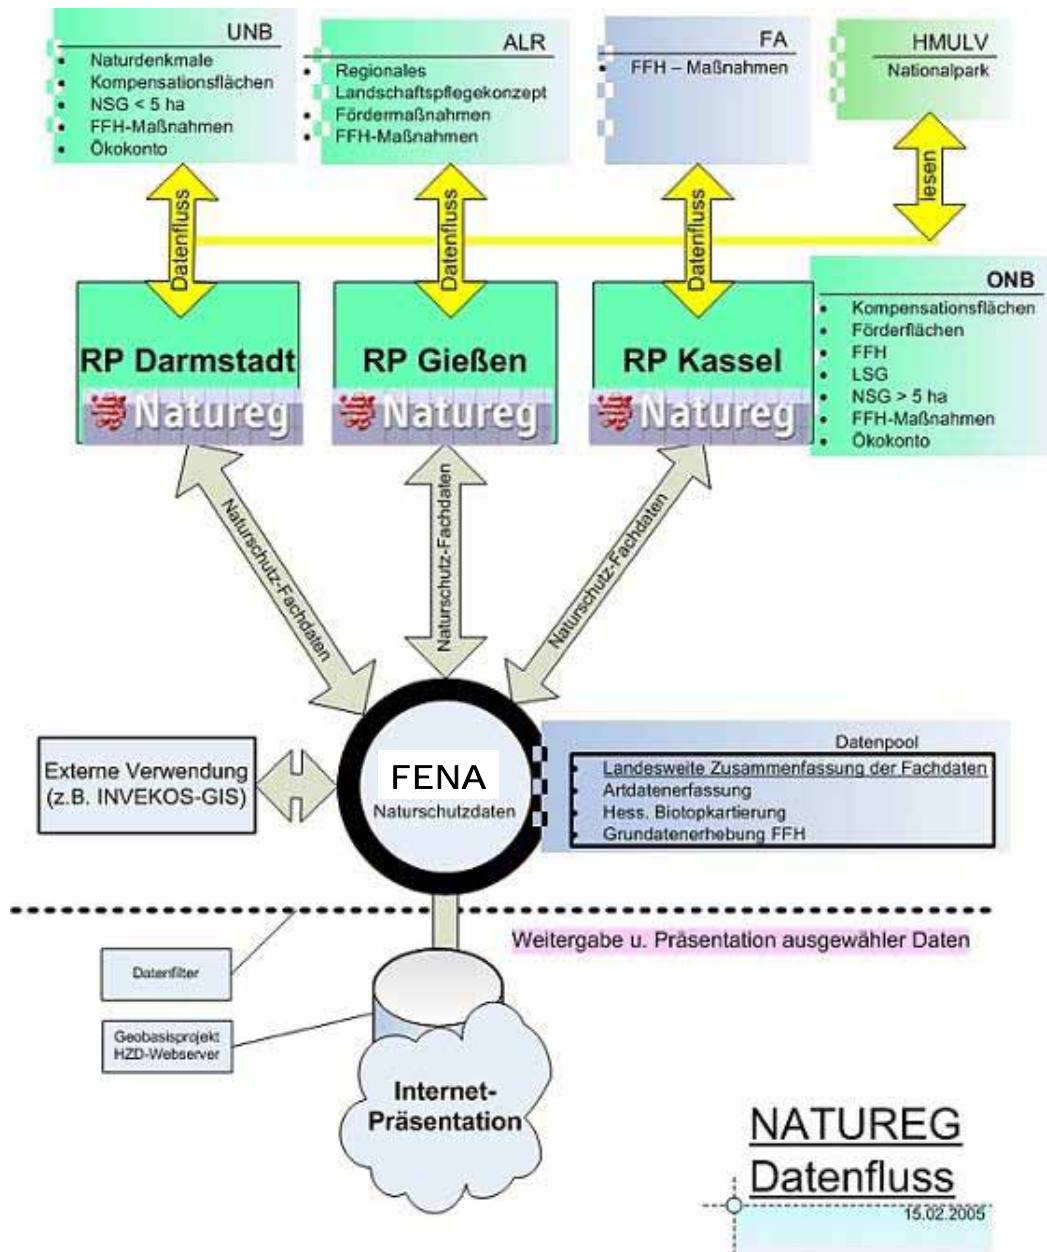 UNB
Naturdenkmale
Kompensationsflächen
NSG < 5 ha
FFH-Maßnahmen
Ökokonto
ALR
Regionales
Landschaftspflegekonzept
Fördermaßnahmen
FFH-Maßnahmen
FA
FFH – Maßnahmen
HMULV
Nationalpark
Datenfluss
Datenfluss
Datenfluss
lesen
RP Darmstadt
Natureg
RP Gießen
Natureg
RP Kassel
Natureg
ONB
Kompensationsflächen
Förderflächen
FFH
LSG
NSG > 5 ha
FFH-Maßnahmen
Ökokonto
Naturschutz-Fachdaten
Naturschutz-Fachdaten
Naturschutz-Fachdaten
Externe Verwendung
(z.B. INVEKOS-GIS)
FENA
Naturschutzdaten
Datenpool
Landesweite Zusammenfassung der Fachdaten
Artdatenerfassung
Hess. Biotopkartierung
Grundatenerhebung FFH
Weitergabe u. Präsentation ausgewähler Daten
Datenfilter
Geobasisprojekt
HZD-Webserver
Internet-
Präsentation
NATUREG
Datenfluss
15.02.2005